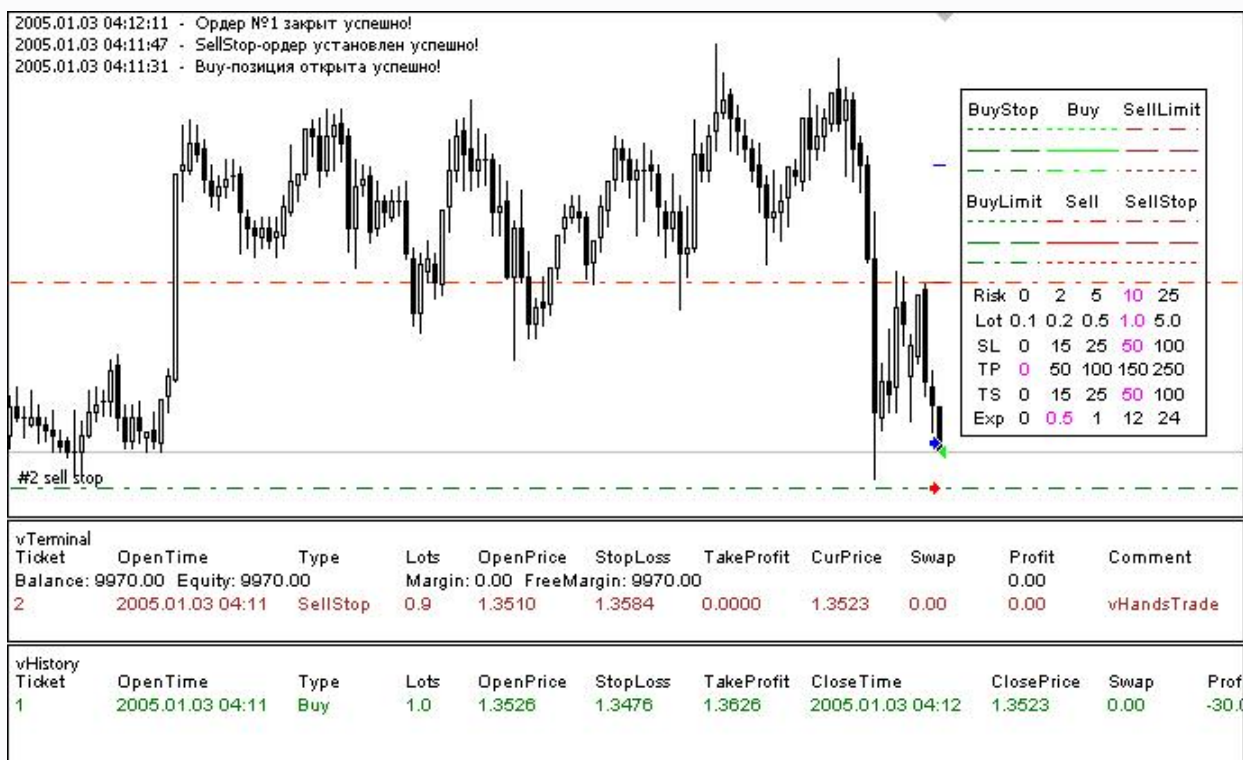 2005.01.03 04:12:11 - Ордер №1 закрыт успешно!
2005.01.03 04:11:47 - SellStop-ордер установлен успешно!
2005.01.03 04:11:31 - Buy-позиция открыта успешно!
BuyStop Buy SellLimit
BuyLimit Sell SellStop
Risk 0 2 5 10 25
Lot 0.1 0.2 0.5 1.0 5.0
SL 0 15 25 50 100
TP 0 50 100 150 250
TS 0 15 25 50 100
Exp 0 0.5 1 12 24
#2 sell stop
vTerminal
Ticket OpenTime Type Lots OpenPrice StopLoss TakeProfit CurPrice Swap Profit Comment
Balance: 9970.00 Equity: 9970.00 Margin: 0.00 FreeMargin: 9970.00 0.00
2 2005.01.03 04:11 SellStop 0.9 1.3510 1.3584 0.0000 1.3523 0.00 0.00 vHandsTrade
vHistory
Ticket OpenTime Type Lots OpenPrice StopLoss TakeProfit CloseTime ClosePrice Swap Prof
1 2005.01.03 04:11 Buy 1.0 1.3526 1.3476 1.3626 2005.01.03 04:12 1.3523 0.00 -30.0